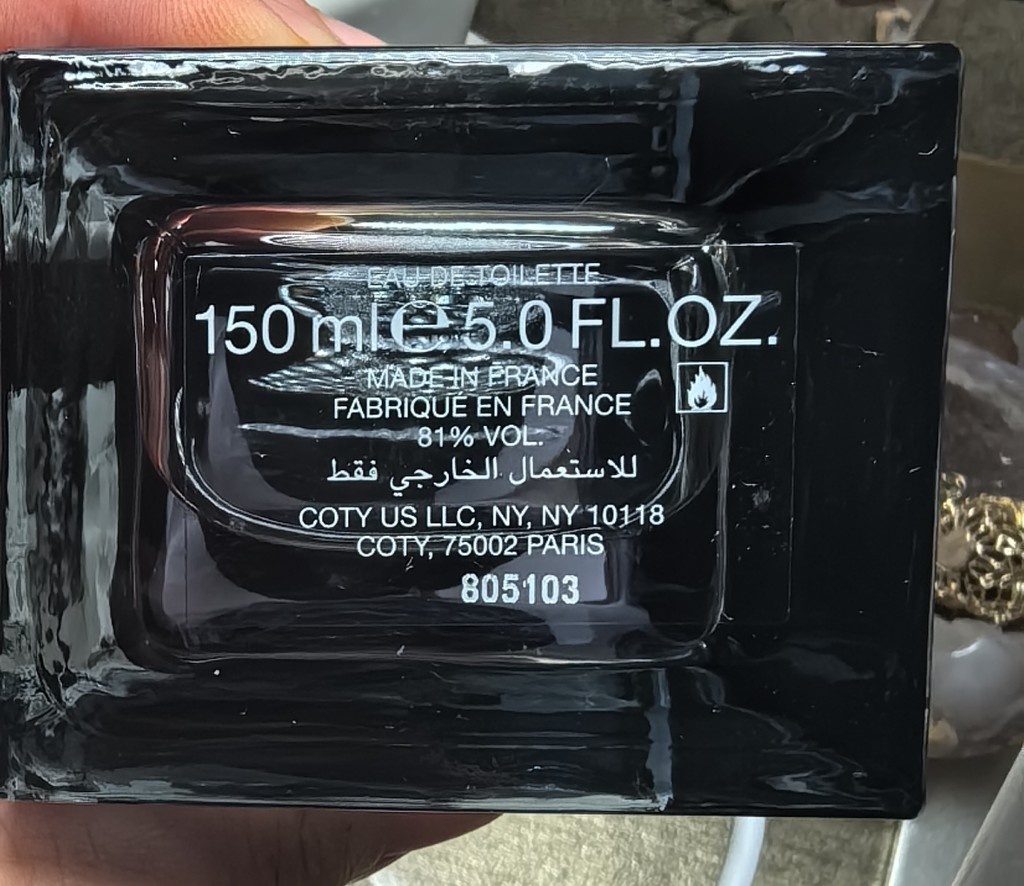 EAU DE TOILETTE
150 ml e 5.0 FL.OZ.
MADE IN FRANCE
FABRIQUÉ EN FRANCE
81% VOL.
للاستعمال الخارجي فقط
COTY US LLC, NY, NY 10118
COTY, 75002 PARIS
805103